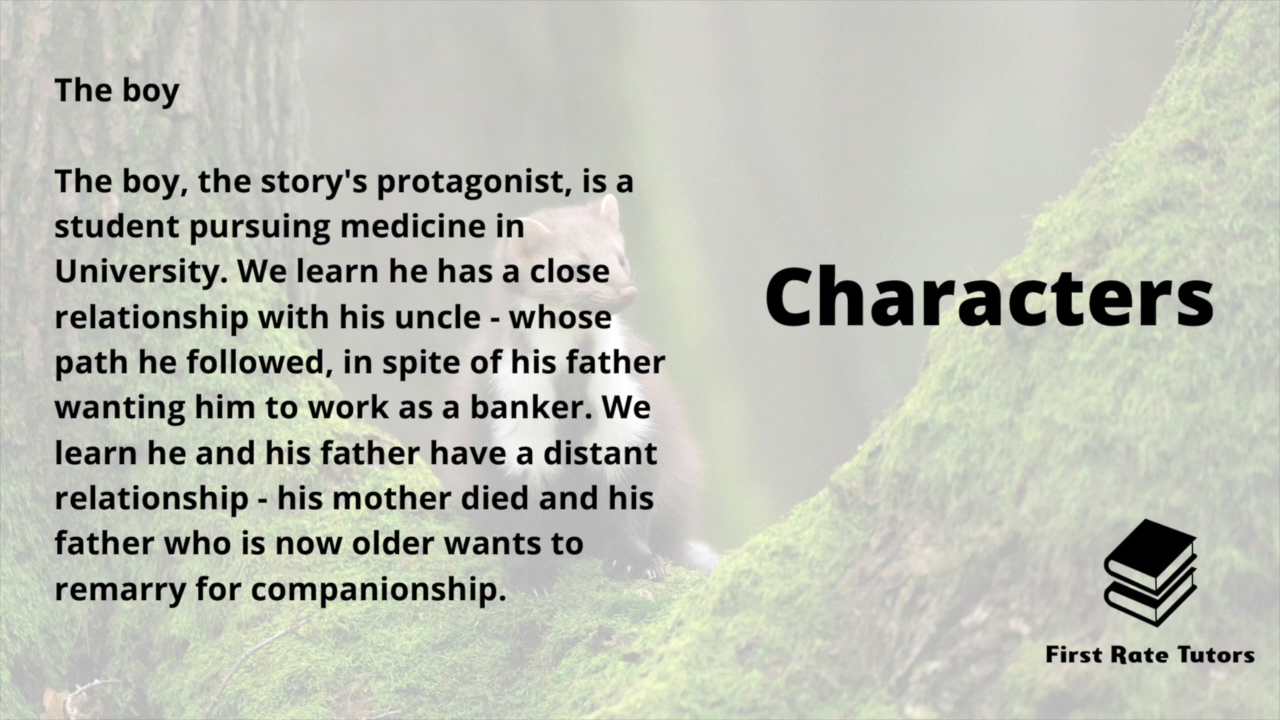 The boy
The boy, the story's protagonist, is a
student pursuing medicine in
University. We learn he has a close
relationship with his uncle - whose
path he followed, in spite of his father
wanting him to work as a banker. We
learn he and his father have a distant
relationship - his mother died and his
father who is now older wants to
remarry for companionship.
Characters
First Rate Tutors